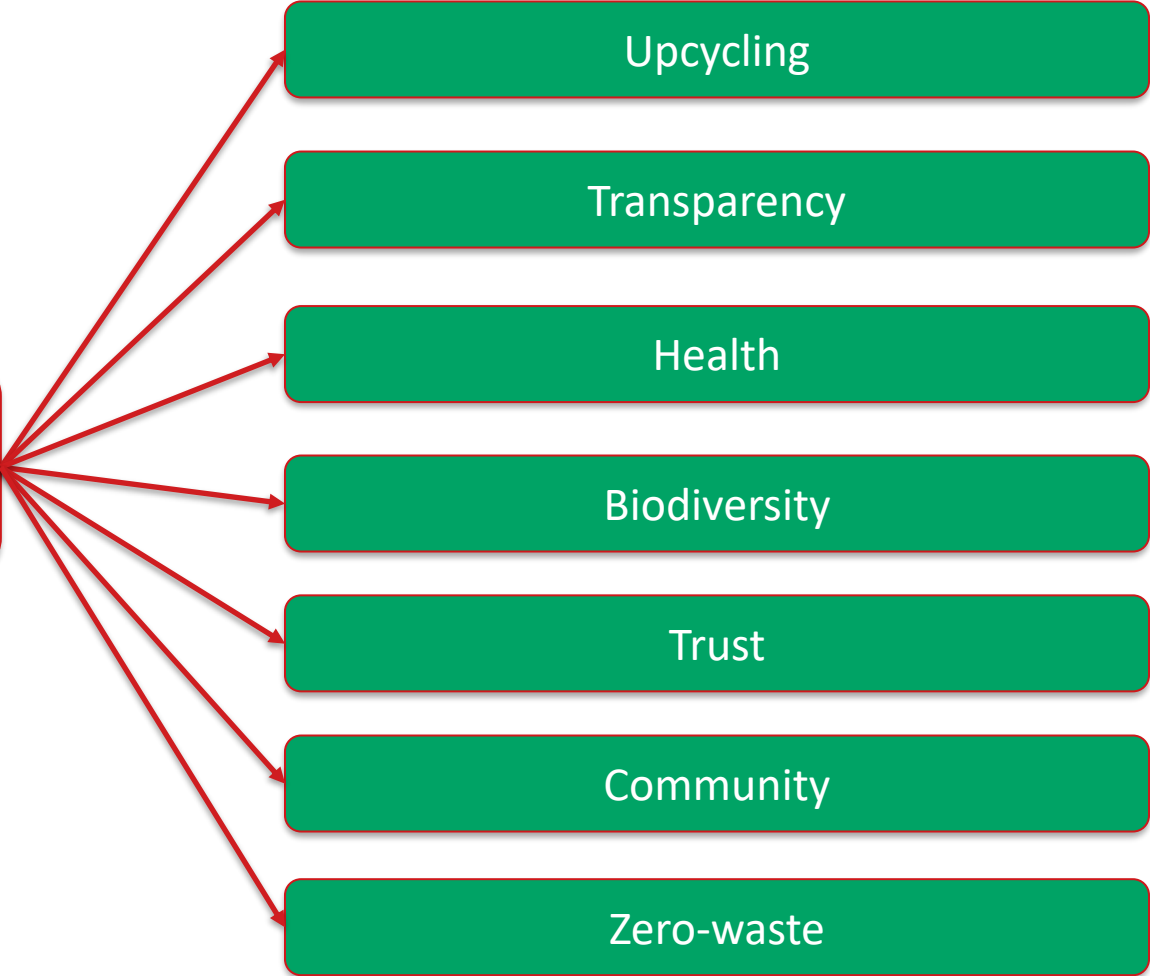 Upcycling
Transparency
Health
Biodiversity
Trust
Community
Zero-waste